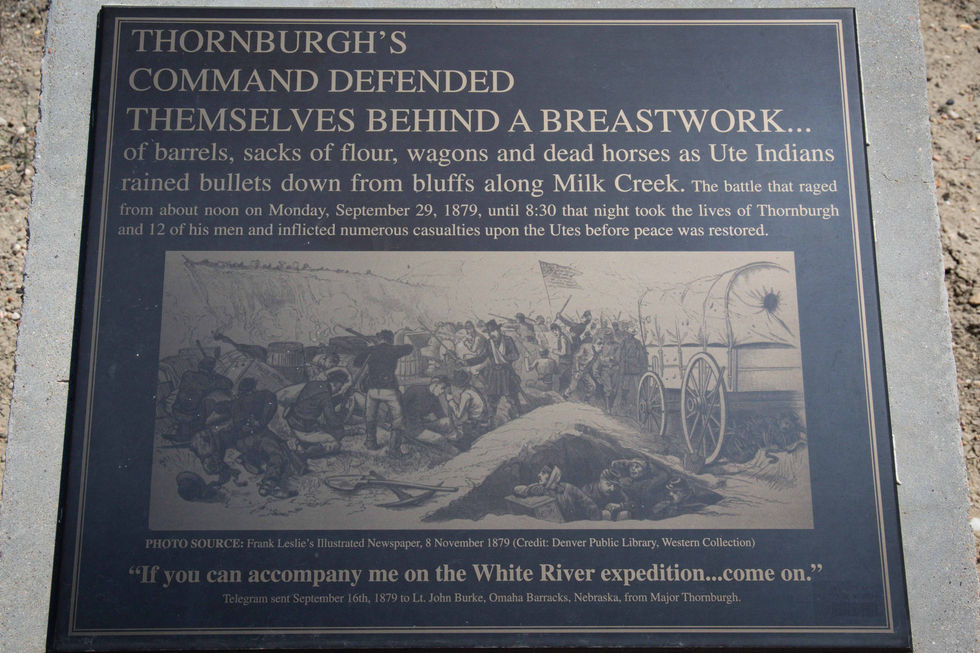 THORNBURGH'S
COMMAND DEFENDED
THEMSELVES BEHIND A BREASTWORK...
of barrels, sacks of flour, wagons and dead horses as Ute Indians
rained bullets down from bluffs along Milk Creek. The battle that raged
from about noon on Monday, September 29, 1879, until 8:30 that night took the lives of Thornburgh
and 12 of his men and inflicted numerous casualties upon the Utes before peace was restored.
PHOTO SOURCE: Frank Leslie's Illustrated Newspaper, 8 November 1879 (Credit: Denver Public Library, Western Collection)
“If you can accompany me on the White River expedition...come on.”
Telegram sent September 16th, 1879 to Lt. John Burke, Omaha Barracks, Nebraska, from Major Thornburgh.